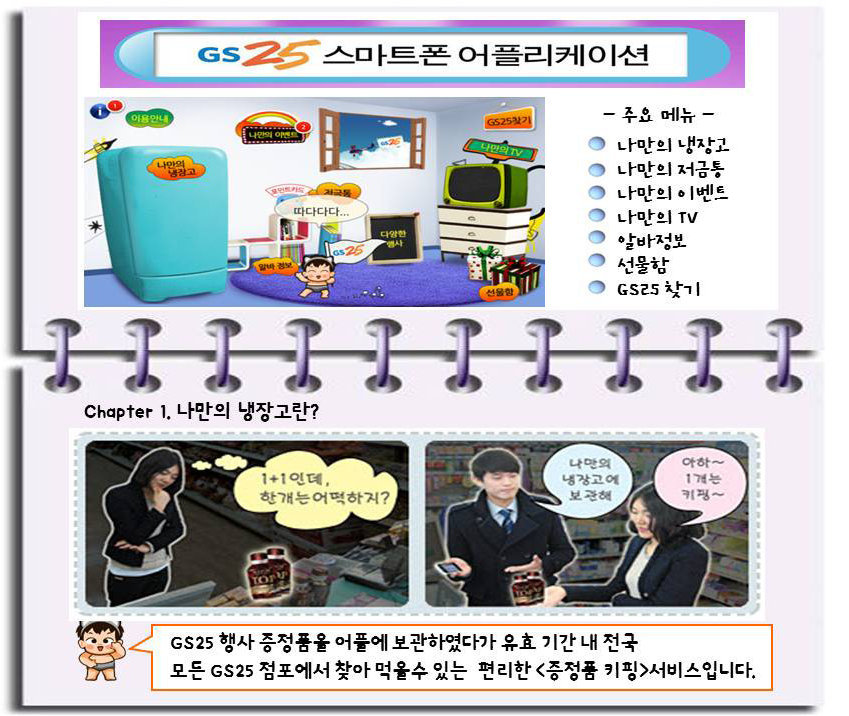 GS25 스마트폰 어플리케이션
i
1
이용안내
나만의 이벤트
2
GS25찾기
GS25
나만의TV
나만의
냉장고
포인트카드
저금통
따다다다...
다양한
행사
GS25
알바 정보
선물함
- 주요 메뉴 -
나만의 냉장고
나만의 저금통
나만의 이벤트
나만의 TV
알바정보
선물함
GS25 찾기
Chapter 1. 나만의 냉장고란?
1+1인데,
한개는어떡하지?
나만의
냉장고에
보관해
아하~
1개는
키핑~
TOP
GS25 행사 증정품을 어플에 보관하였다가 유효 기간 내 전국
모든 GS25 점포에서 찾아 먹을수 있는 편리한 <증정품 키핑>서비스입니다.